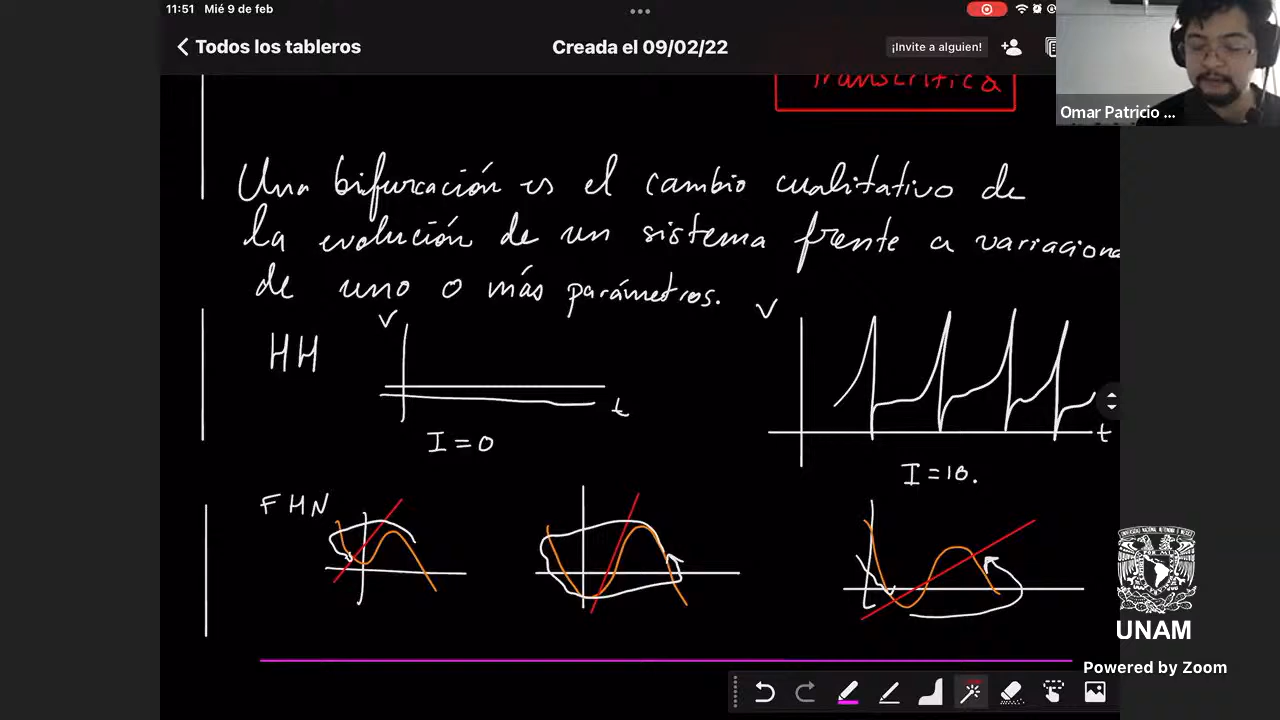 11:51 Mié 9 de feb
Todos los tableros
Creada el 09/02/22
¡Invite a alguien!
Omar Patricio ...
Transcrítica
Una bifurcación es el cambio cualitativo de
la evolución de un sistema frente a variacione
de uno o más parámetros.
HH
V
t
I=0
V
t
I=10.
FHN
UNAM
Powered by Zoom